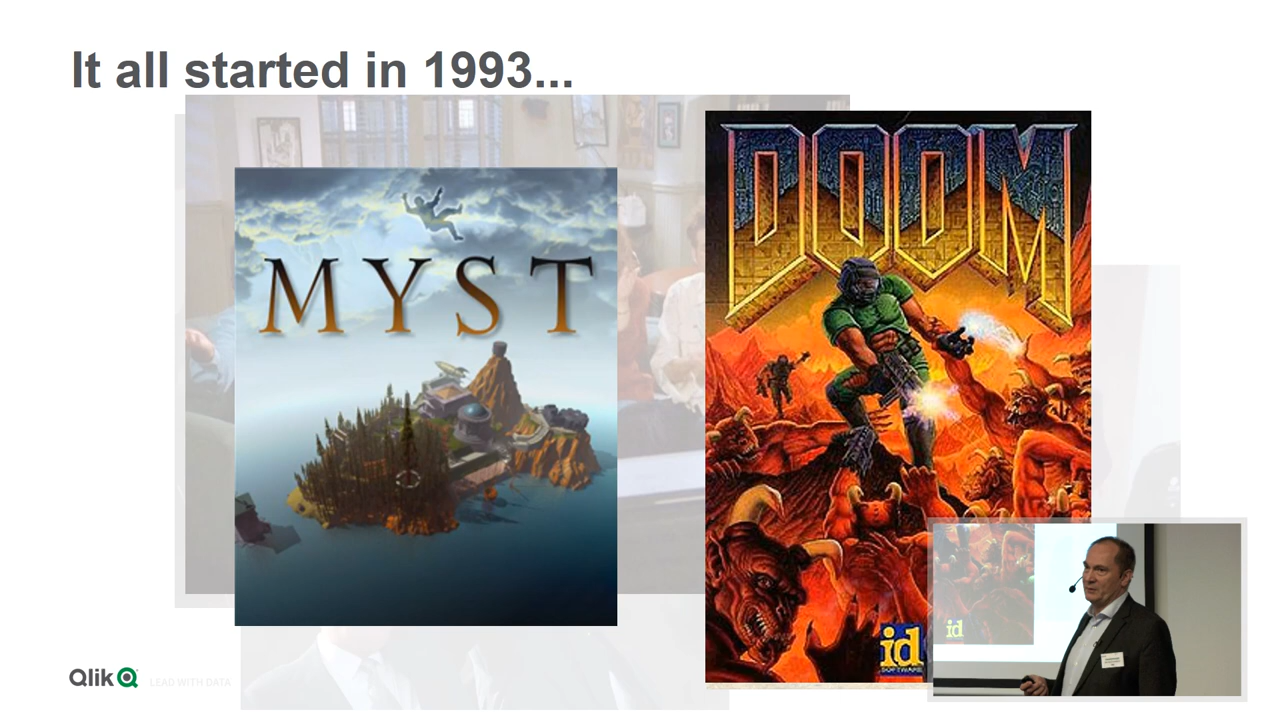 It all started in 1993...
MYST
DOOM
id
SOFTWARE
id
Qlik
LEAD WITH DATA